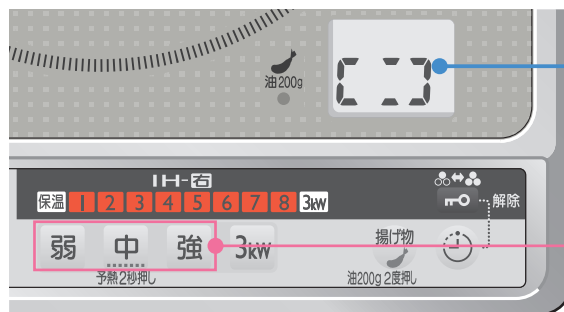 油200g
IH-右
保温 1 2 3 4 5 6 7 8 3kW
解除
弱 中 強 3kW
予熱2秒押し
揚げ物
油200g 2度押し